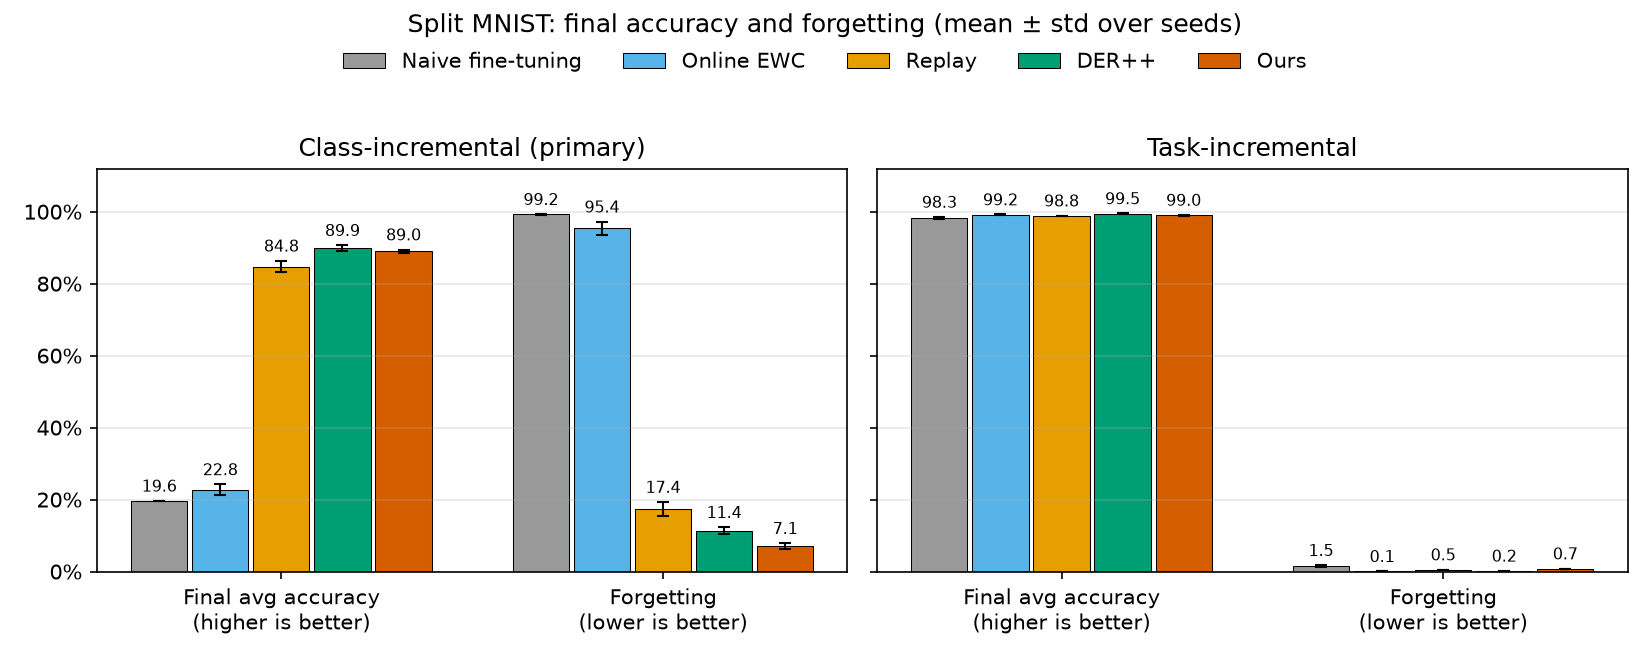 Split MNIST: final accuracy and forgetting (mean ± std over seeds)
Naive fine-tuning Online EWC Replay DER++ Ours
Class-incremental (primary)
100%
80%
60%
40%
20%
0%
19.6
22.8
84.8
89.9
89.0
99.2
95.4
17.4
11.4
7.1
Final avg accuracy
(higher is better)
Forgetting
(lower is better)
Task-incremental
98.3
99.2
98.8
99.5
99.0
1.5
0.1
0.5
0.2
0.7
Final avg accuracy
(higher is better)
Forgetting
(lower is better)